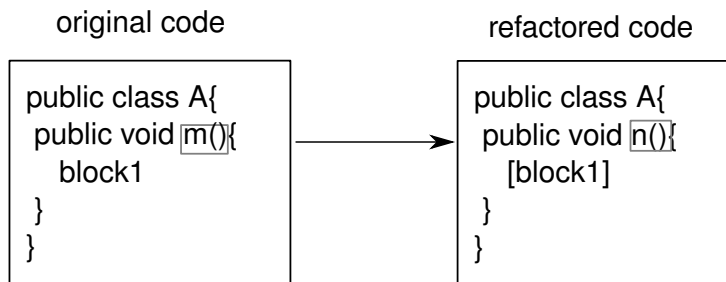 original code
public class A{
public void m(){
block1
}
}
refactored code
public class A{
public void n(){
[block1]
}
}